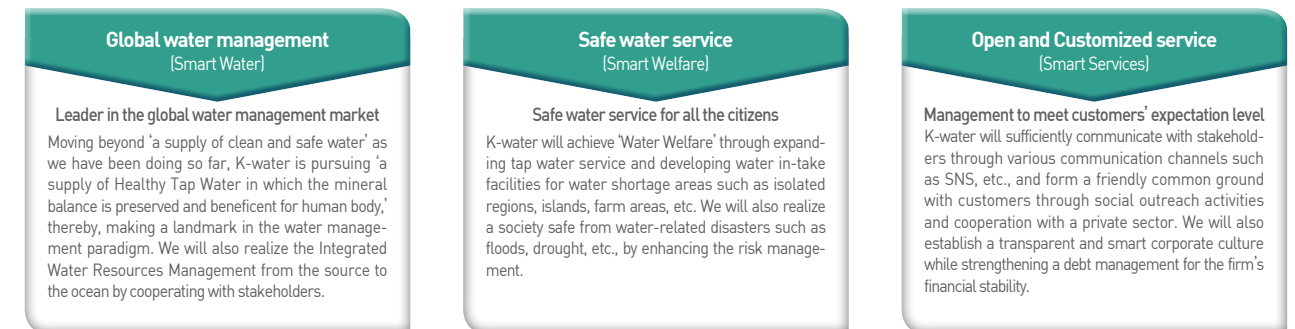 Global water management
(Smart Water)
Leader in the global water management market
Moving beyond ‘a supply of clean and safe water’ as
we have been doing so far, K-water is pursuing ‘a
supply of Healthy Tap Water in which the mineral
balance is preserved and beneficent for human body,’
thereby, making a landmark in the water manage-
ment paradigm. We will also realize the Integrated
Water Resources Management from the source to
the ocean by cooperating with stakeholders.
Safe water service
(Smart Welfare)
Safe water service for all the citizens
K-water will achieve ‘Water Welfare’ through expand-
ing tap water service and developing water in-take
facilities for water shortage areas such as isolated
regions, islands, farm areas, etc. We will also realize
a society safe from water-related disasters such as
floods, drought, etc., by enhancing the risk manage-
ment.
Open and Customized service
(Smart Services)
Management to meet customers’ expectation level
K-water will sufficiently communicate with stakehold-
ers through various communication channels such
as SNS, etc., and form a friendly common ground
with customers through social outreach activities
and cooperation with a private sector. We will also
establish a transparent and smart corporate culture
while strengthening a debt management for the firm’s
financial stability.